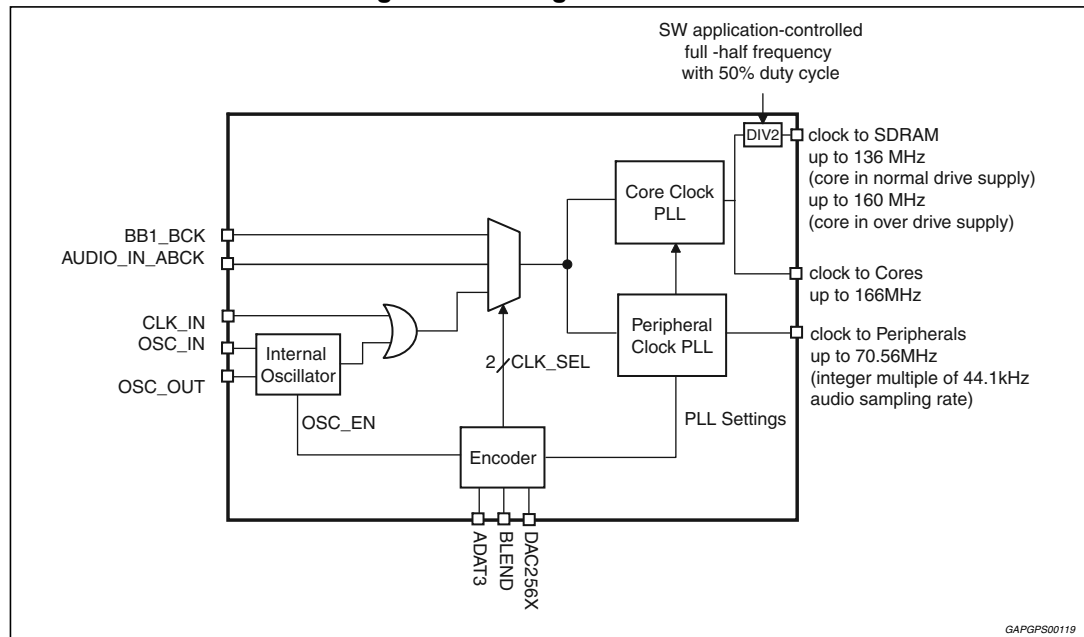 SW application-controlled
full -half frequency
with 50% duty cycle
DIV2
clock to SDRAM
up to 136 MHz
(core in normal drive supply)
up to 160 MHz
(core in over drive supply)
Core Clock
PLL
BB1_BCK
AUDIO_IN_ABCK
clock to Cores
up to 166MHz
CLK_IN
OSC_IN
OSC_OUT
Internal
Oscillator
Peripheral
Clock PLL
clock to Peripherals
up to 70.56MHz
(integer multiple of 44.1kHz
audio sampling rate)
2
CLK_SEL
OSC_EN
PLL Settings
Encoder
ADAT3
BLEND
DAC256X
GAPGPS00119